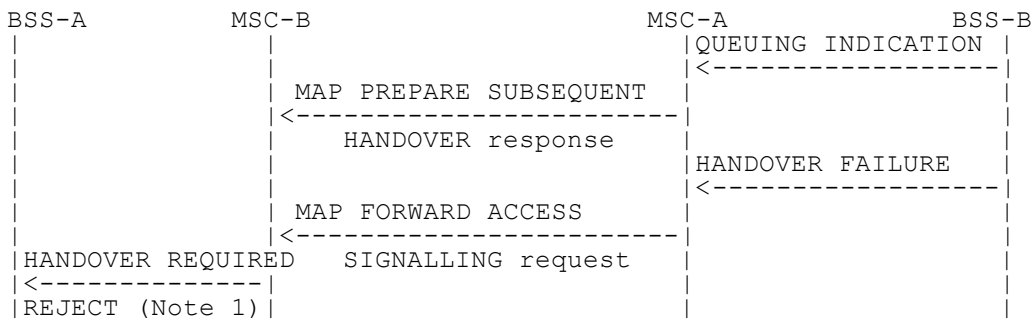 BSS-A MSC-B MSC-A BSS-B
QUEUING INDICATION
MAP PREPARE SUBSEQUENT
HANDOVER response
HANDOVER FAILURE
MAP FORWARD ACCESS
HANDOVER REQUIRED SIGNALLING request
REJECT (Note 1)